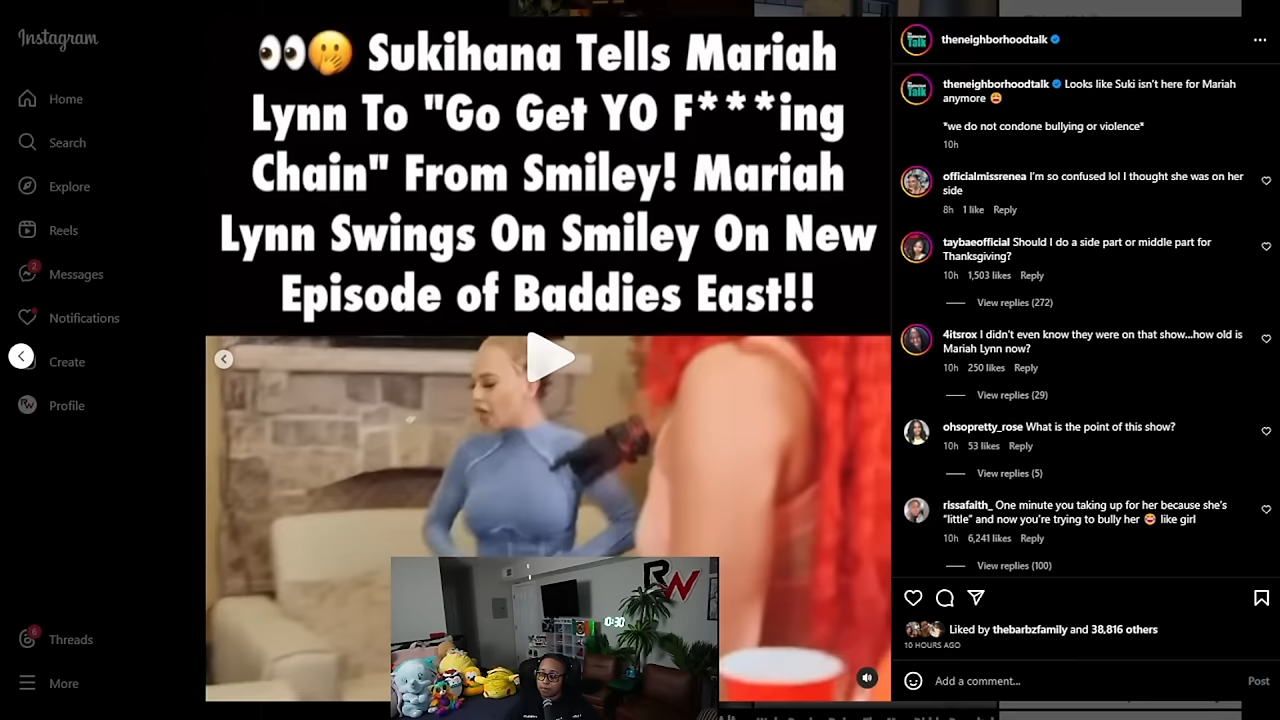 Instagram
Home
Search
Explore
Reels
2
Messages
Notifications
Create
RW
Profile
6
Threads
More
👀🤭 Sukihana Tells Mariah
Lynn To "Go Get YO F***ing
Chain" From Smiley! Mariah
Lynn Swings On Smiley On New
Episode of Baddies East!!
RW
10:30
Talk
theneighborhoodtalk
Talk
theneighborhoodtalk Looks like Suki isn't here for Mariah
anymore 😩
*we do not condone bullying or violence*
10h
officialmissrenea I'm so confused lol I thought she was on her
side
8h 1 like Reply
taybaeofficial Should I do a side part or middle part for
Thanksgiving?
10h 1,503 likes Reply
View replies (272)
4itsrox I didn't even know they were on that show...how old is
Mariah Lynn now?
10h 250 likes Reply
View replies (29)
ohsopretty_rose What is the point of this show?
10h 53 likes Reply
View replies (5)
rissafaith_ One minute you taking up for her because she's
"little" and now you're trying to bully her 😂 like girl
10h 6,241 likes Reply
View replies (100)
Liked by thebarbzfamily and 38,816 others
10 HOURS AGO
Add a comment...
Post